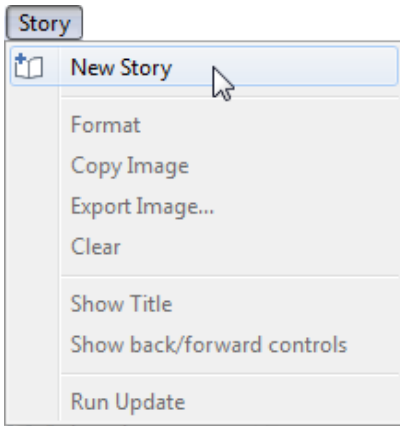 Story
New Story
Format
Copy Image
Export Image...
Clear
Show Title
Show back/forward controls
Run Update